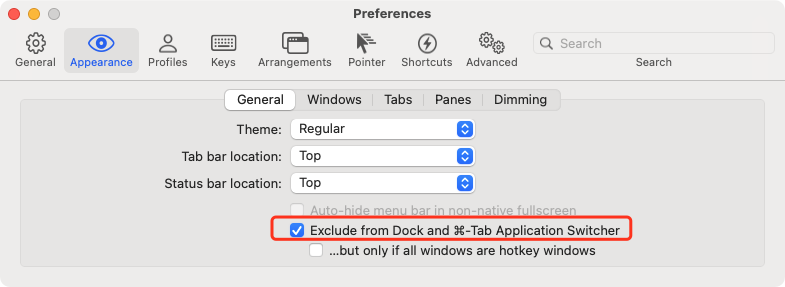 Preferences
General Appearance Profiles Keys Arrangements Pointer Shortcuts Advanced Search Search
General Windows Tabs Panes Dimming
Theme: Regular
Tab bar location: Top
Status bar location: Top
Auto-hide menu bar in non-native fullscreen
Exclude from Dock and ⌘-Tab Application Switcher
...but only if all windows are hotkey windows